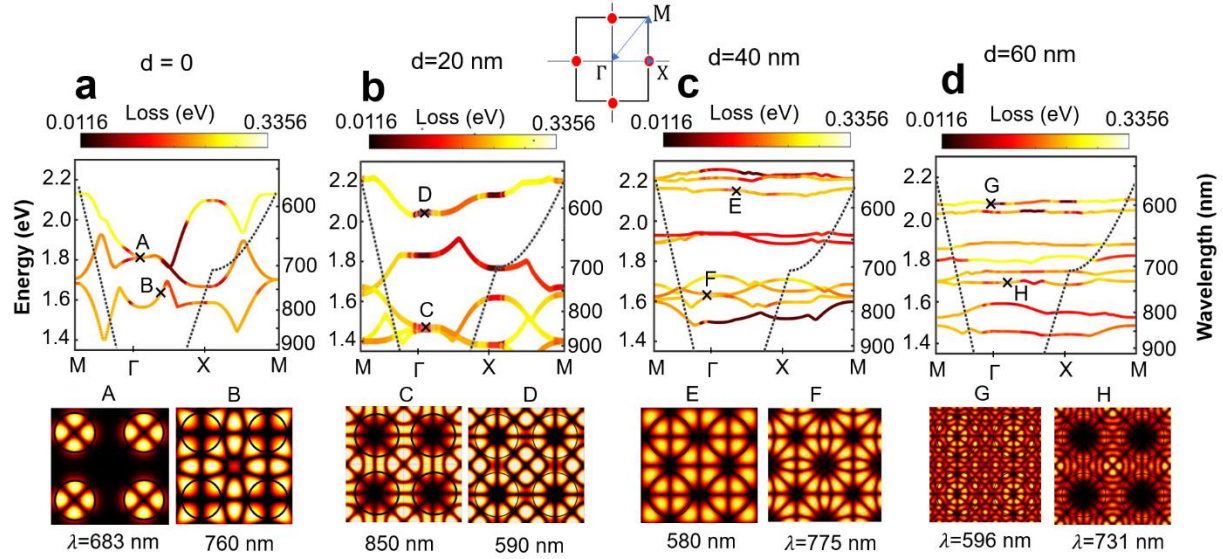 d = 0
d=20 nm
M
Γ
X
d=40 nm
d=60 nm
a
b
c
d
Loss (eV)
0.0116
0.3356
Loss (eV)
0.0116
0.3356
Loss (eV)
0.0116
0.3356
Loss (eV)
0.0116
0.3356
Energy (eV)
2.2
2.0
1.8
1.6
1.4
A
B
600
700
800
900
M
Γ
X
M
2.2
2.0
1.8
1.6
1.4
D
C
600
700
800
900
M
Γ
X
M
2.2
2.0
1.8
1.6
1.4
E
F
600
700
800
900
M
Γ
X
M
2.2
2.0
1.8
1.6
1.4
G
H
600
700
800
900
Wavelength (nm)
M
Γ
X
M
A
B
C
D
E
F
G
H
λ=683 nm
760 nm
850 nm
590 nm
580 nm
λ=775 nm
λ=596 nm
λ=731 nm